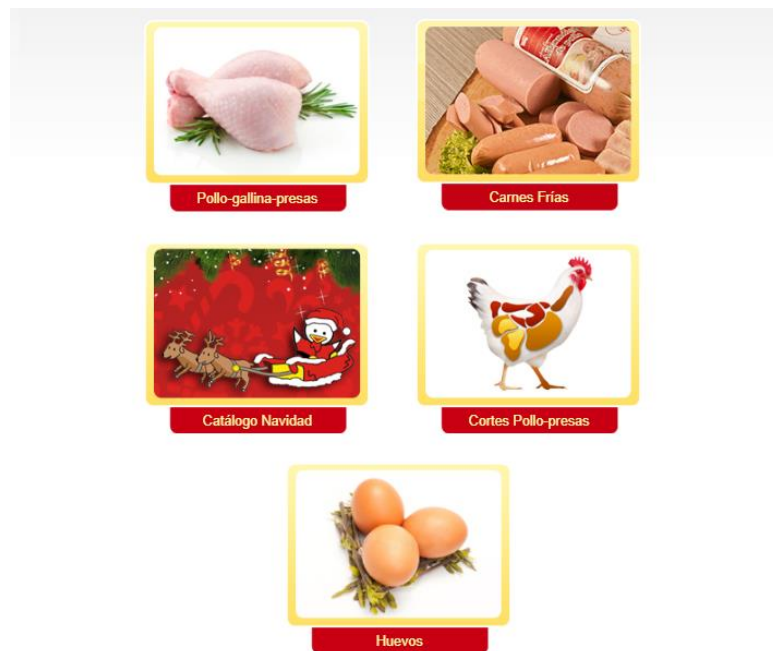 Pollo-gallina-presas
Carnes Frías
Catálogo Navidad
Cortes Pollo-presas
Huevos